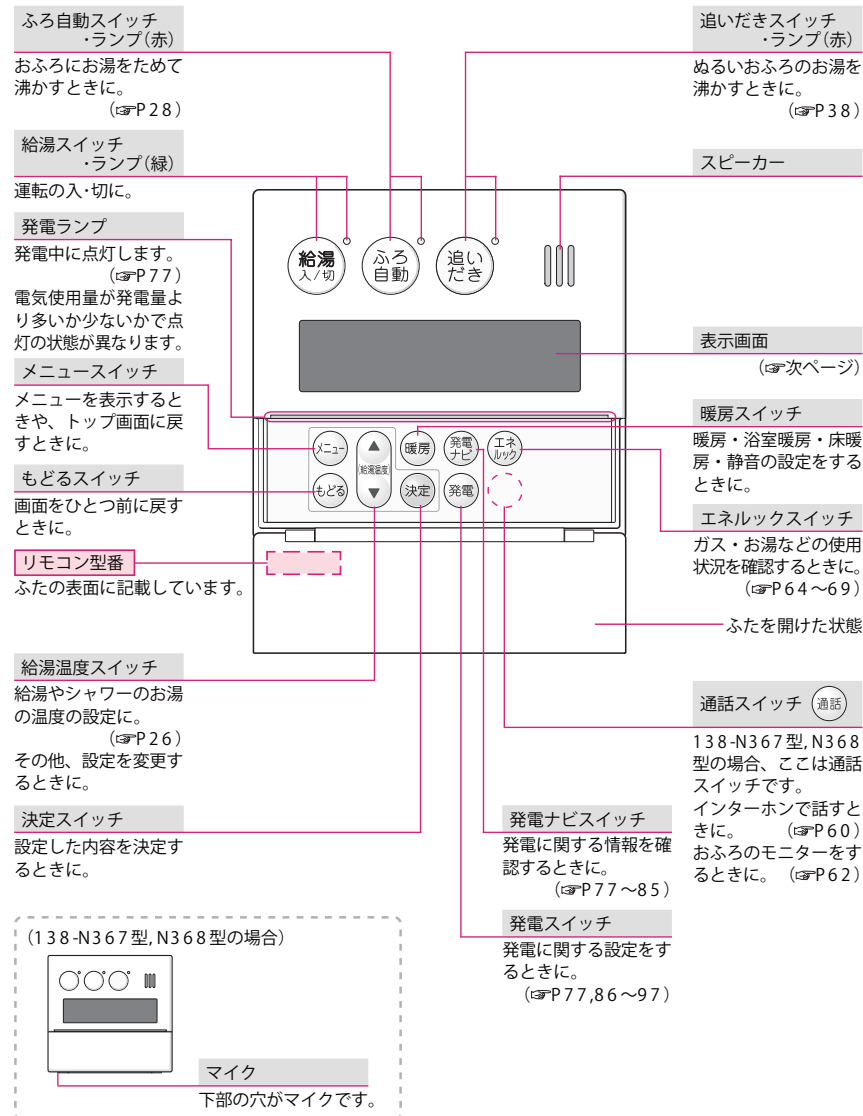 ふろ自動スイッチ
・ランプ(赤)
おふろにお湯をためて
沸かすときに。
(☞P28)
給湯スイッチ
・ランプ(緑)
運転の入・切に。
発電ランプ
発電中に点灯します。
(☞P77)
電気使用量が発電量よ
り多いか少ないかで点
灯の状態が異なります。
メニュースイッチ
メニューを表示すると
きや、トップ画面に戻
すときに。
もどるスイッチ
画面をひとつ前に戻す
ときに。
リモコン型番
ふたの表面に記載しています。
給湯温度スイッチ
給湯やシャワーのお湯
の温度の設定に。
(☞P26)
その他、設定を変更す
るときに。
決定スイッチ
設定した内容を決定す
るときに。
給湯
入/切
ふろ
自動
追い
だき
メニュー
▲
給湯温度
▼
暖房
発電
ナビ
エネ
ルック
もどる
決定
発電
追いだきスイッチ
・ランプ(赤)
ぬるいおふろのお湯を
沸かすときに。
(☞P38)
スピーカー
表示画面
(☞次ページ)
暖房スイッチ
暖房・浴室暖房・床暖
房・静音の設定をする
ときに。
エネルックスイッチ
ガス・お湯などの使用
状況を確認するときに。
(☞P64～69)
ふたを開けた状態
通話スイッチ 通話
138-N367型,N368
型の場合、ここは通話
スイッチです。
インターホンで話すと
きに。 (☞P60)
おふろのモニターをす
るときに。 (☞P62)
発電ナビスイッチ
発電に関する情報を確
認するときに。
(☞P77～85)
発電スイッチ
発電に関する設定をす
るときに。
(☞P77,86～97)
(138-N367型,N368型の場合)
マイク
下部の穴がマイクです。